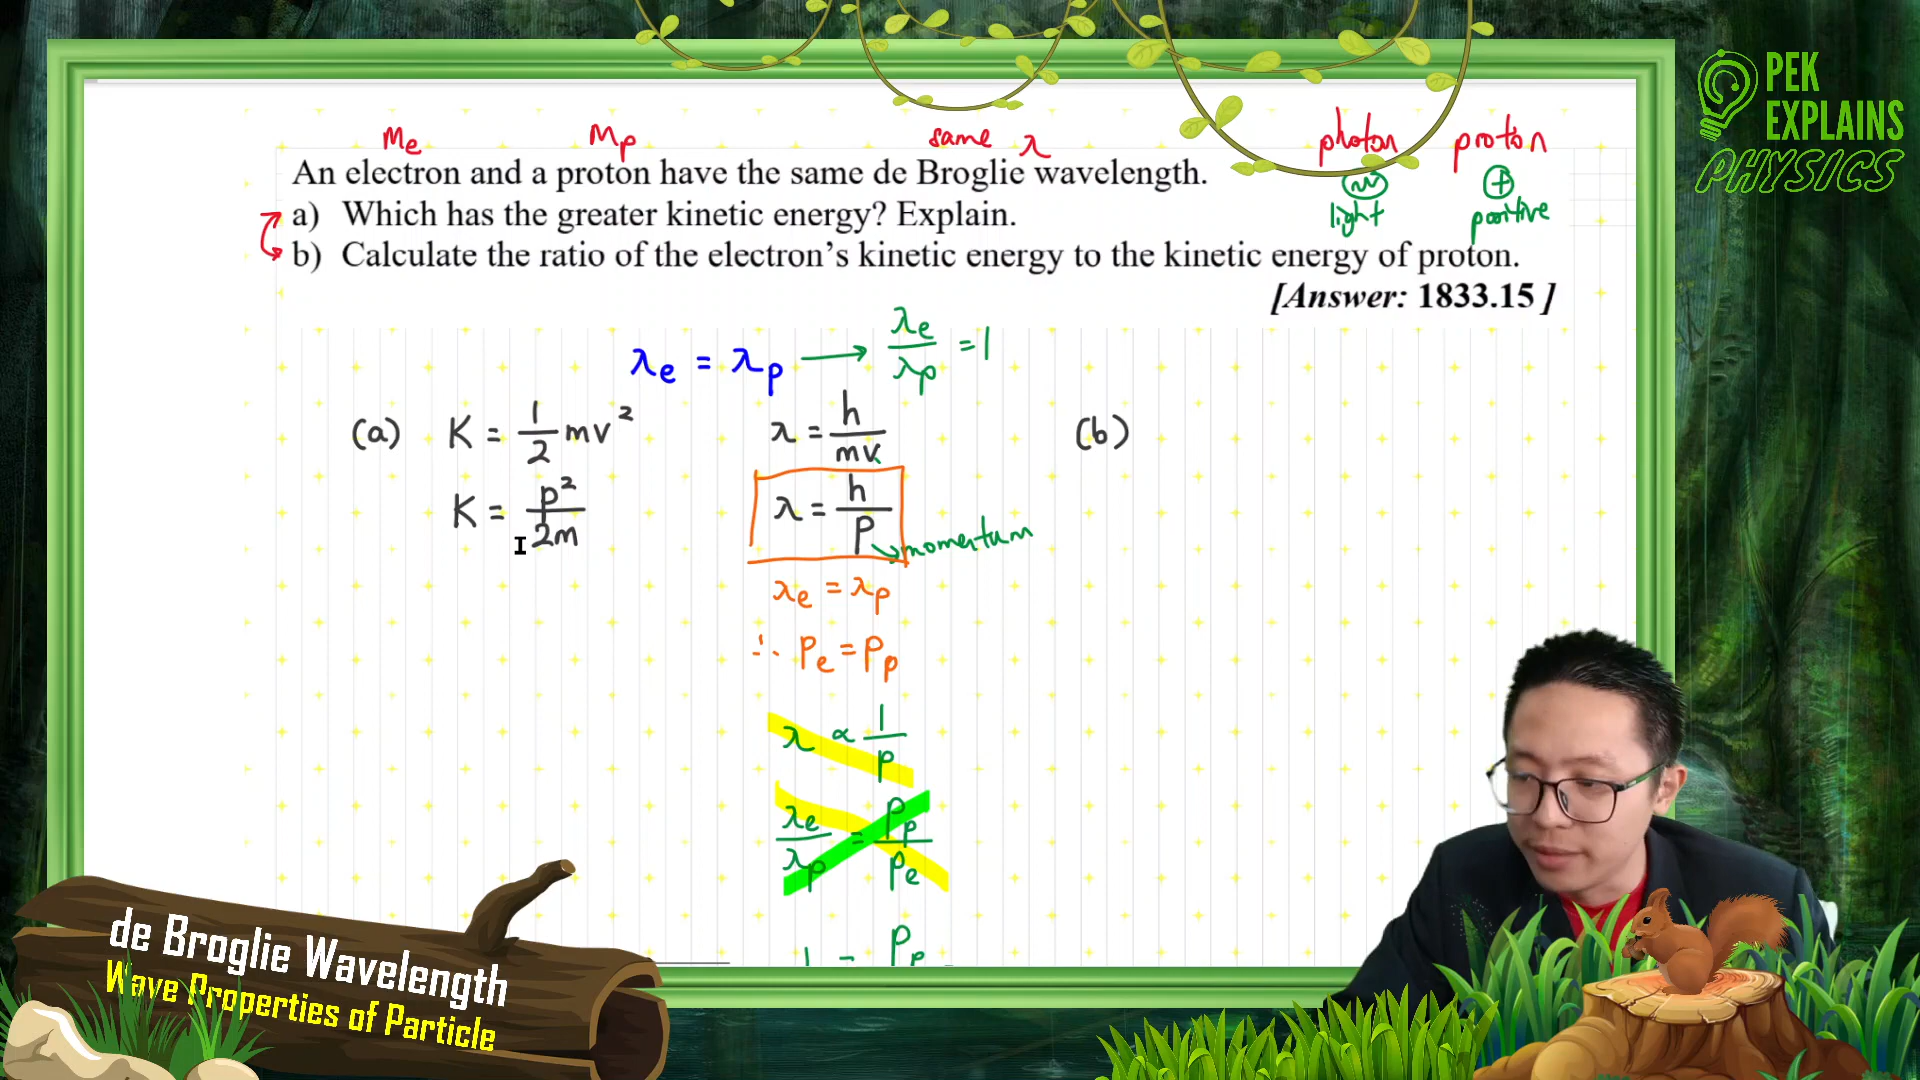 PEK
EXPLAINS
PHYSICS
Me Mp same λ photon proton
An electron and a proton have the same de Broglie wavelength.
light + positive
a) Which has the greater kinetic energy? Explain.
b) Calculate the ratio of the electron's kinetic energy to the kinetic energy of proton.
[Answer: 1833.15 ]
λe = λp → λe/λp = 1
(a) K = 1/2 mv² λ = h/mv (b)
K = p²/2m λ = h/p momentum
λe = λp
∴ Pe = Pp
λ ∝ 1/p
λe/λp = Pp/Pe
1 = Pp
de Broglie Wavelength
Wave Properties of Particle